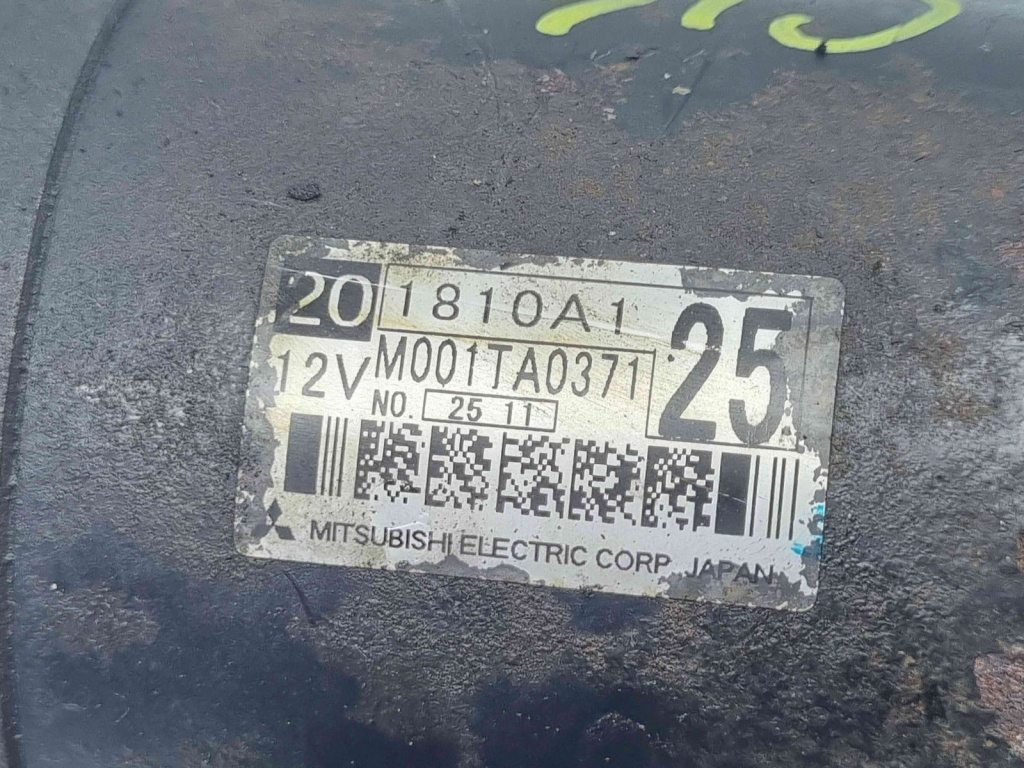 20 1810A1 25
12V M001TA0371
NO. 25 11
MITSUBISHI ELECTRIC CORP. JAPAN